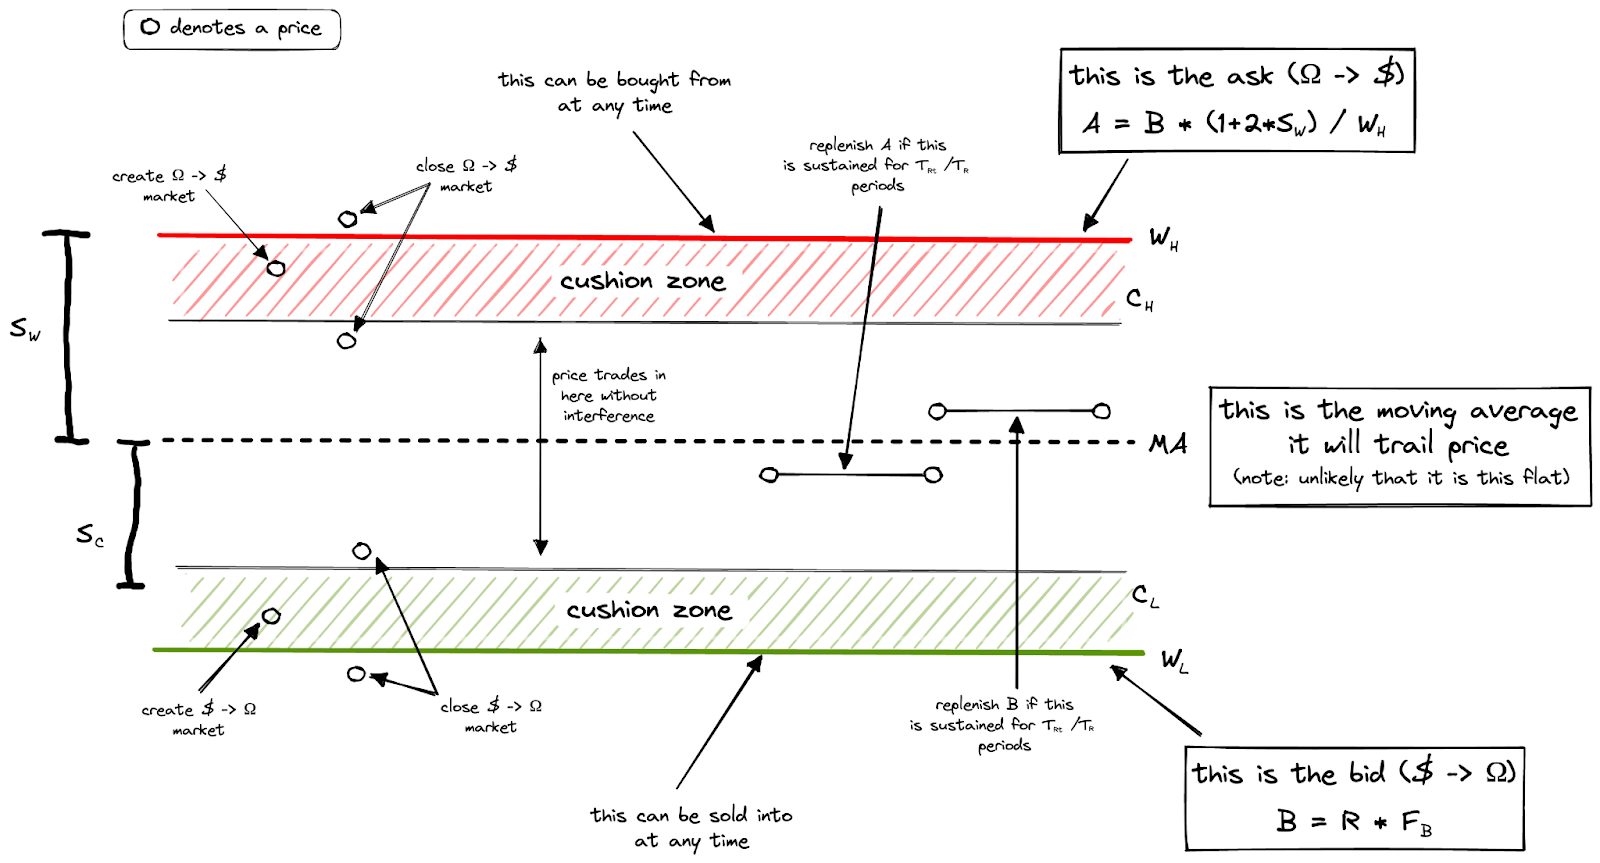 denotes a price
this can be bought from
at any time
this is the ask (Ω -> $)
A = B * (1+2*S_W) / W_H
replenish A if this
is sustained for T_Rt /T_R
periods
close Ω -> $
market
create Ω -> $
market
W_H
cushion zone
C_H
S_W
price trades in
here without
interference
this is the moving average
it will trail price
(note: unlikely that it is this flat)
MA
S_C
cushion zone
C_L
W_L
create $ -> Ω
market
close $ -> Ω
market
replenish B if this
is sustained for T_Rt /T_R
periods
this is the bid ($ -> Ω)
B = R * F_B
this can be sold into
at any time